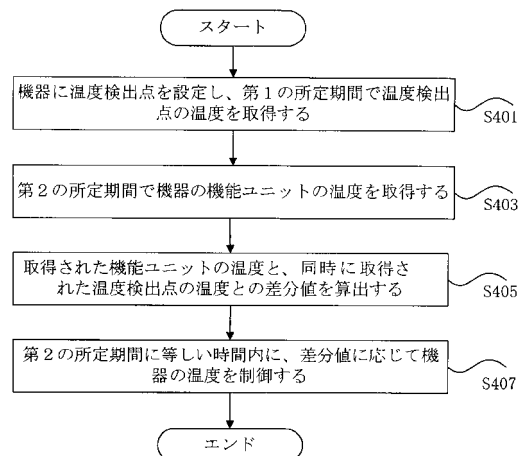 スタート
機器に温度検出点を設定し、第1の所定期間で温度検出
点の温度を取得する
S401
第2の所定期間で機器の機能ユニットの温度を取得する
S403
取得された機能ユニットの温度と、同時に取得さ
れた温度検出点の温度との差分値を算出する
S405
第2の所定期間に等しい時間内に、差分値に応じて機
器の温度を制御する
S407
エンド